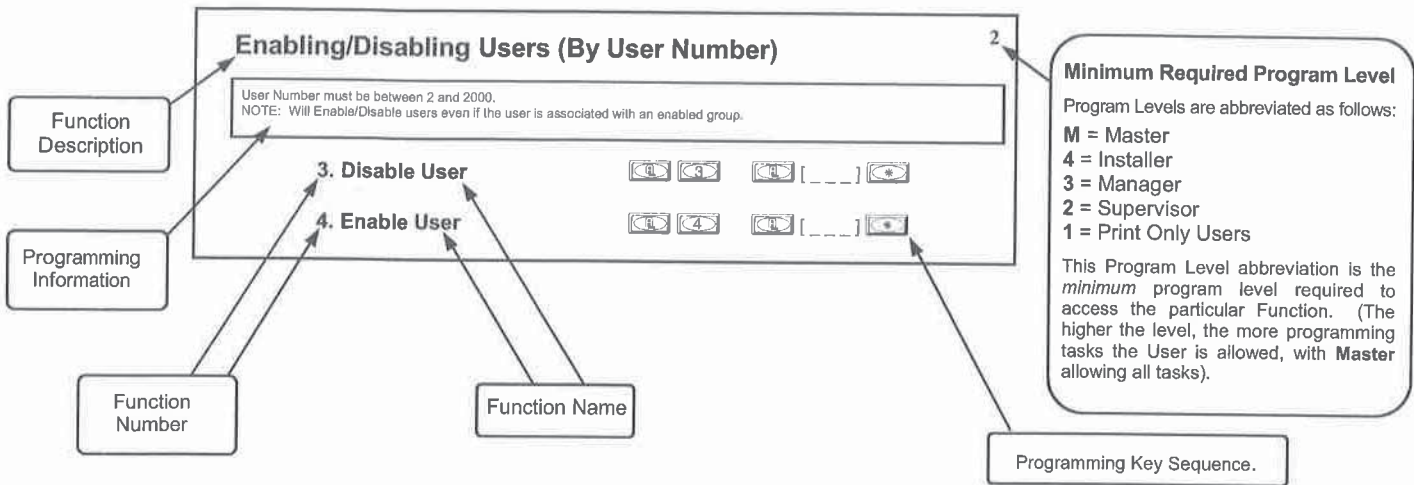 Enabling/Disabling Users (By User Number)
2
User Number must be between 2 and 2000.
NOTE: Will Enable/Disable users even if the user is associated with an enabled group.
3. Disable User
3
[_ _ _]
*
4. Enable User
4
[_ _ _]
*
Function
Description
Programming
Information
Function
Number
Function Name
Programming Key Sequence.
Minimum Required Program Level
Program Levels are abbreviated as follows:
M = Master
4 = Installer
3 = Manager
2 = Supervisor
1 = Print Only Users
This Program Level abbreviation is the
minimum program level required to
access the particular Function. (The
higher the level, the more programming
tasks the User is allowed, with Master
allowing all tasks).